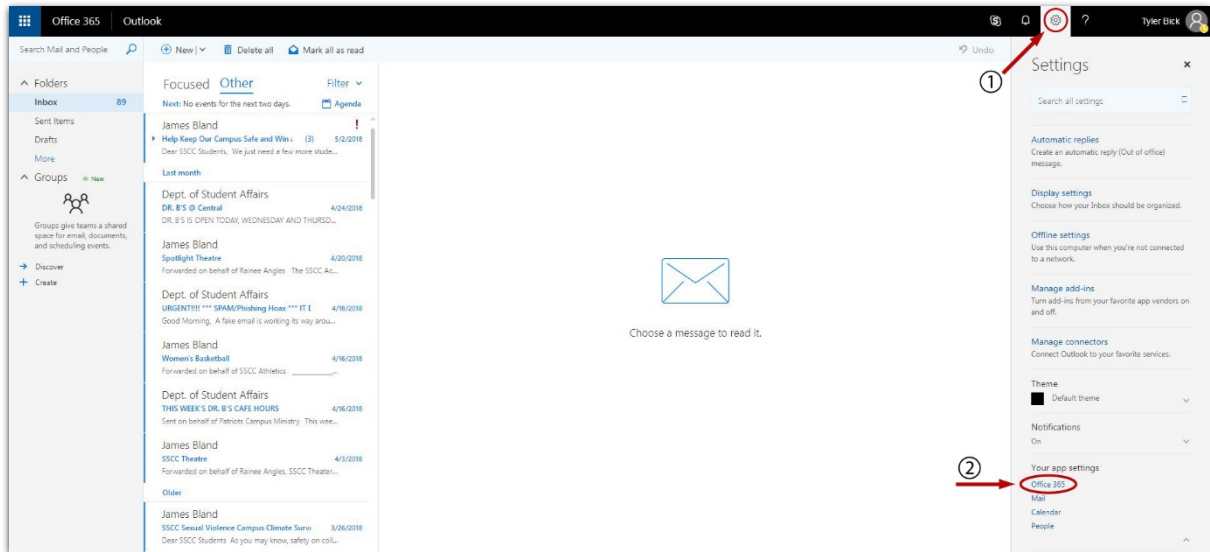 Office 365 Outlook
Tyler Bick
Search Mail and People
New
Delete all
Mark all as read
Undo
Folders
Inbox 89
Sent Items
Drafts
More
Groups New
Groups give teams a shared
space for email, documents,
and scheduling events.
Discover
Create
Focused Other Filter
Next: No events for the next two days. Agenda
James Bland !
Help Keep Our Campus Safe and Win (3) 5/2/2018
Dear SSCC Students, We just need a few more stude...
Last month
Dept. of Student Affairs
DR. B'S @ Central 4/24/2018
DR. B'S IS OPEN TODAY, WEDNESDAY AND THURSD...
James Bland
Spotlight Theatre 4/20/2018
Forwarded on behalf of Rainee Angles The SSCC Ac...
Dept. of Student Affairs
URGENT!!!! *** SPAM/Phishing Hoax *** IT 4/18/2018
Good Morning, A fake email is working its way arou...
James Bland
Women's Basketball 4/16/2018
Forwarded on behalf of SSCC Athletics
Dept. of Student Affairs
THIS WEEK'S DR. B'S CAFE HOURS 4/16/2018
Sent on behalf of Patriots Campus Ministry. This wee...
James Bland
SSCC Theatre 4/3/2018
Forwarded on behalf of Rainee Angles, SSCC Theater...
Older
James Bland
SSCC Sexual Violence Campus Climate Surv 3/26/2018
Dear SSCC Students As you may know, safety on coll...
Choose a message to read it.
①
Settings
Search all settings
Automatic replies
Create an automatic reply (Out of office)
message.
Display settings
Choose how your Inbox should be organized.
Offline settings
Use this computer when you're not connected
to a network.
Manage add-ins
Turn add-ins from your favorite app vendors on
and off.
Manage connectors
Connect Outlook to your favorite services.
Theme
Default theme
Notifications
On
②
Your app settings
Office 365
Mail
Calendar
People